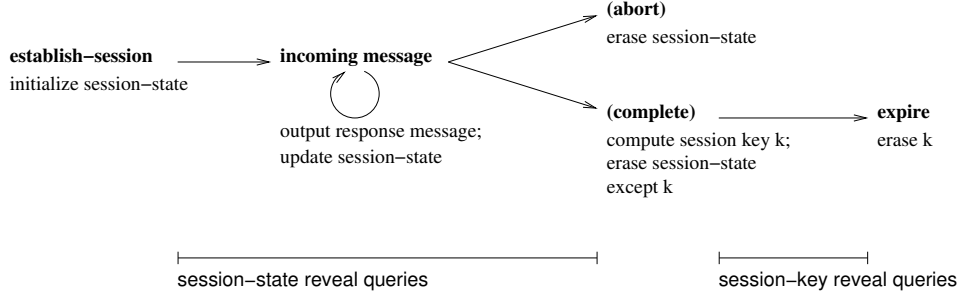 (abort)
erase session−state
establish−session
initialize session−state
incoming message
output response message;
update session−state
(complete)
compute session key k;
erase session−state
except k
expire
erase k
session−state reveal queries
session−key reveal queries